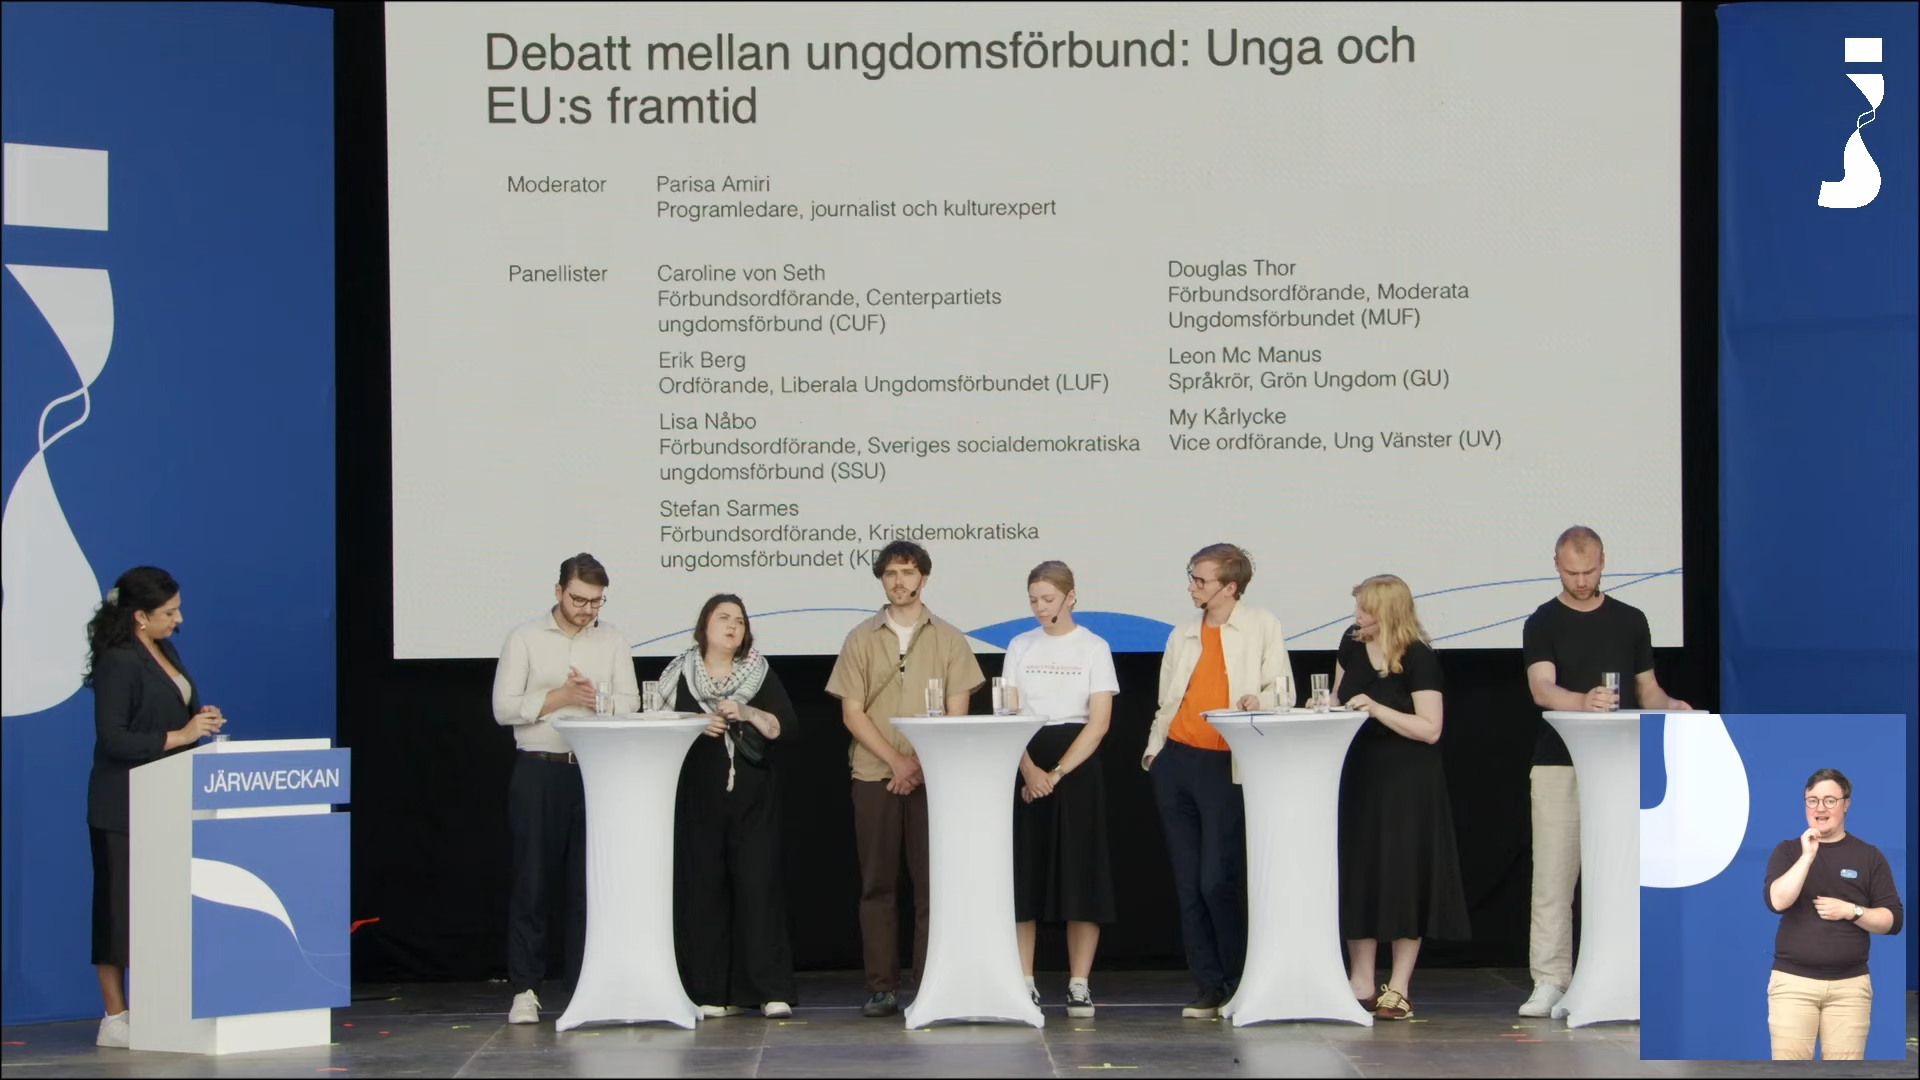 Debatt mellan ungdomsförbund: Unga och
EU:s framtid
Moderator
Parisa Amiri
Programledare, journalist och kulturexpert
Panellister
Caroline von Seth
Förbundsordförande, Centerpartiets
ungdomsförbund (CUF)
Erik Berg
Ordförande, Liberala Ungdomsförbundet (LUF)
Lisa Nåbo
Förbundsordförande, Sveriges socialdemokratiska
ungdomsförbund (SSU)
Stefan Sarmes
Förbundsordförande, Kristdemokratiska
ungdomsförbundet
Douglas Thor
Förbundsordförande, Moderata
Ungdomsförbundet (MUF)
Leon Mc Manus
Språkrör, Grön Ungdom (GU)
My Kårlycke
Vice ordförande, Ung Vänster (UV)
JÄRVAVECKAN